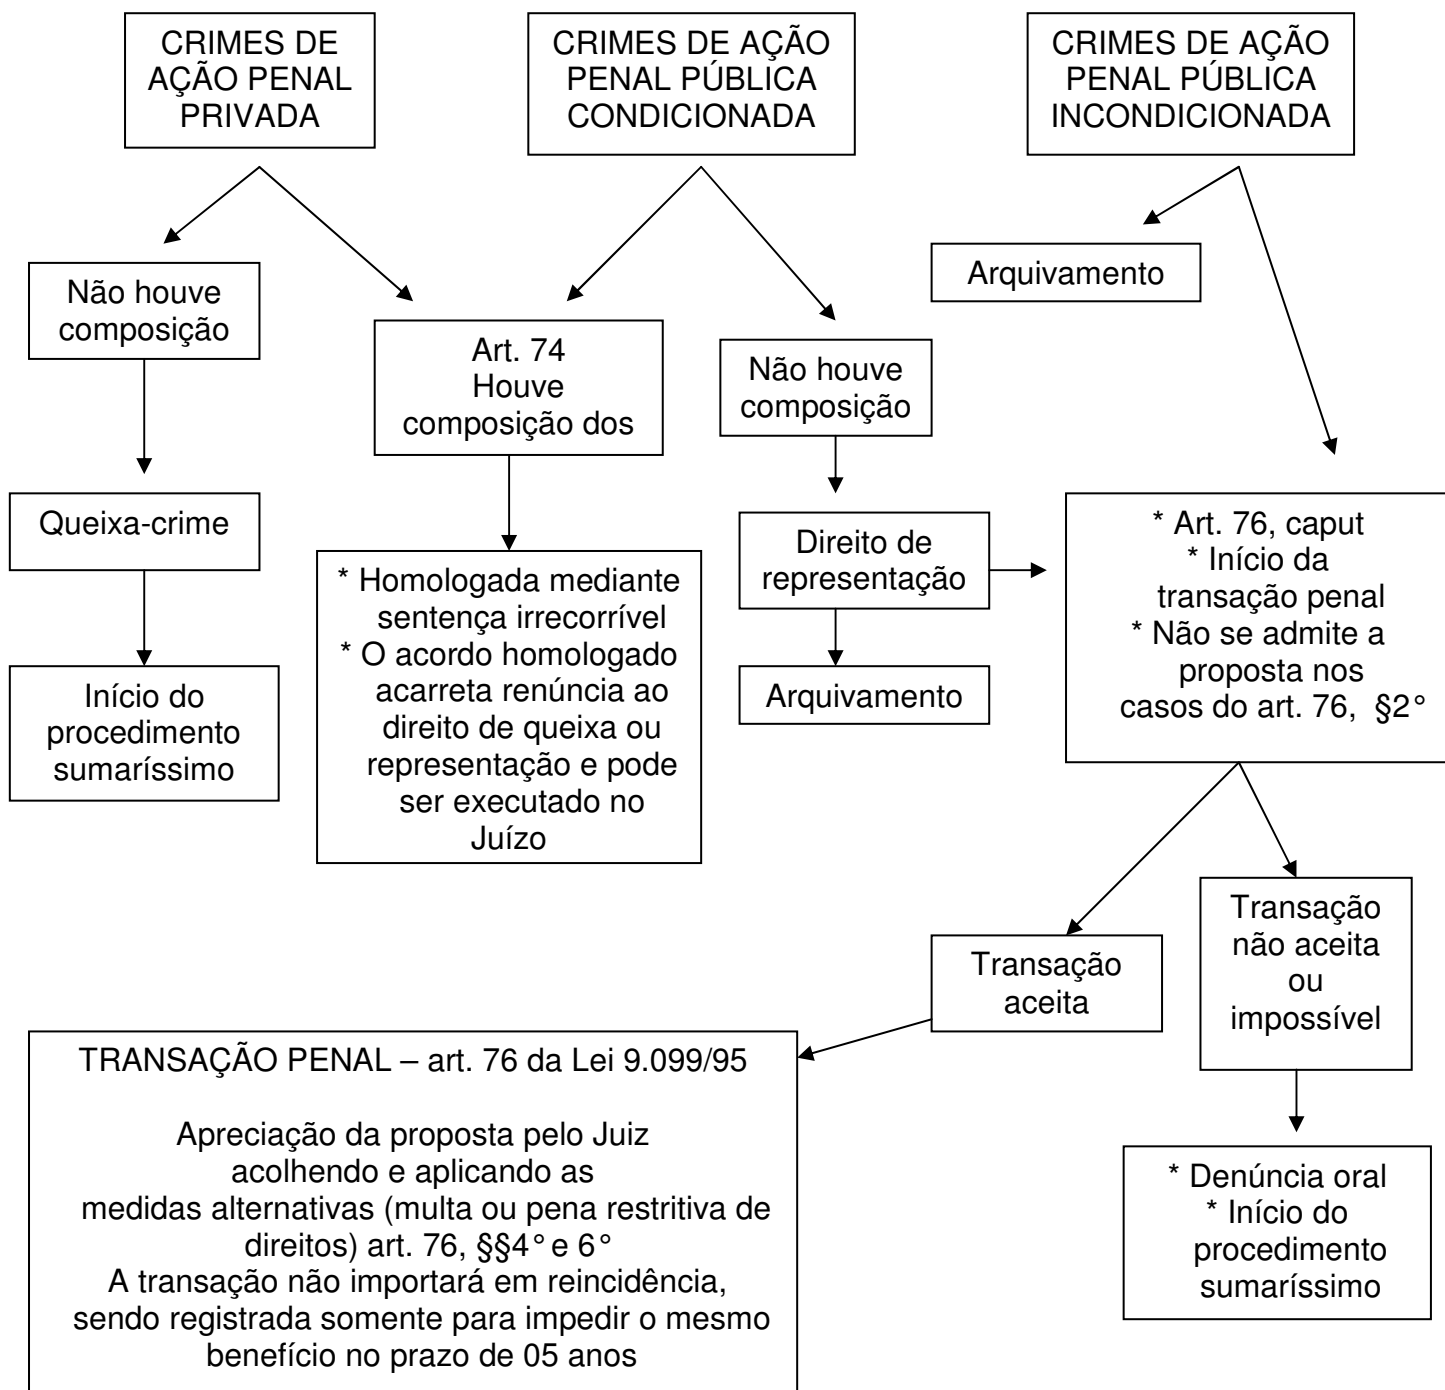 CRIMES DE
AÇÃO PENAL
PRIVADA
CRIMES DE AÇÃO
PENAL PÚBLICA
CONDICIONADA
CRIMES DE AÇÃO
PENAL PÚBLICA
INCONDICIONADA
Não houve
composição
Arquivamento
Art. 74
Houve
composição dos
Não houve
composição
Queixa-crime
Direito de
representação
* Art. 76, caput
* Início da
transação penal
* Não se admite a
proposta nos
casos do art. 76, §2°
* Homologada mediante
sentença irrecorrível
* O acordo homologado
acarreta renúncia ao
direito de queixa ou
representação e pode
ser executado no
Juízo
Início do
procedimento
sumaríssimo
Arquivamento
Transação
aceita
Transação
não aceita
ou
impossível
TRANSAÇÃO PENAL – art. 76 da Lei 9.099/95
Apreciação da proposta pelo Juiz
acolhendo e aplicando as
medidas alternativas (multa ou pena restritiva de
direitos) art. 76, §§4° e 6°
A transação não importará em reincidência,
sendo registrada somente para impedir o mesmo
benefício no prazo de 05 anos
* Denúncia oral
* Início do
procedimento
sumaríssimo